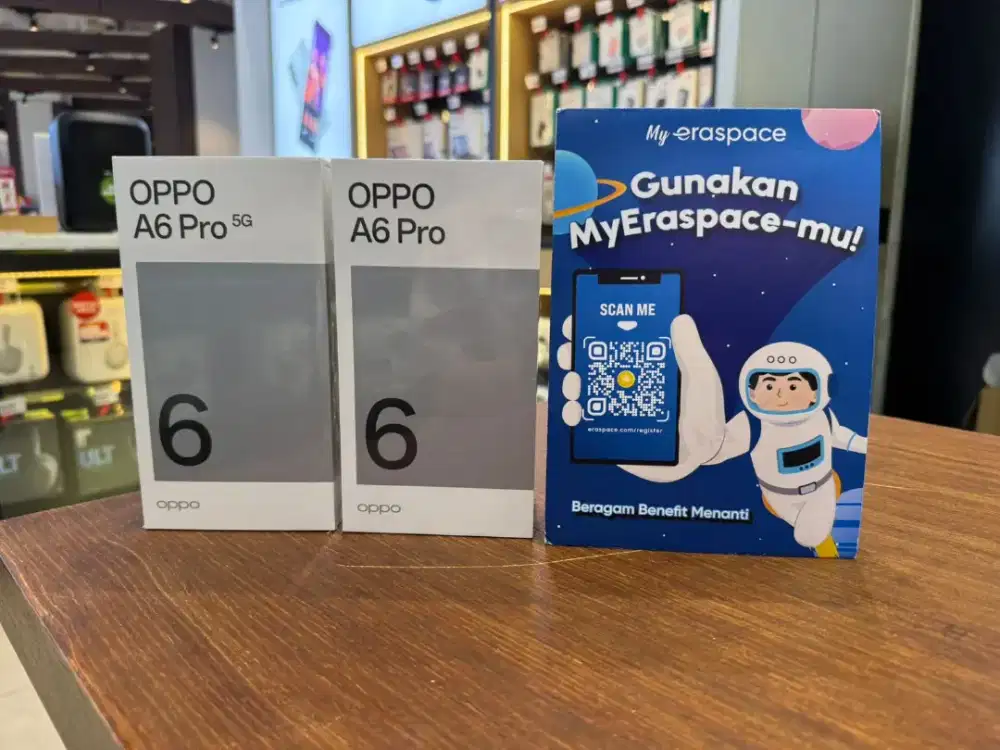 OPPO
A6 Pro 5G
6
oppo
OPPO
A6 Pro
6
oppo
My eraspace
Gunakan
MyEraspace-mu!
SCAN ME
eraspace.com/register
Beragam Benefit Menanti